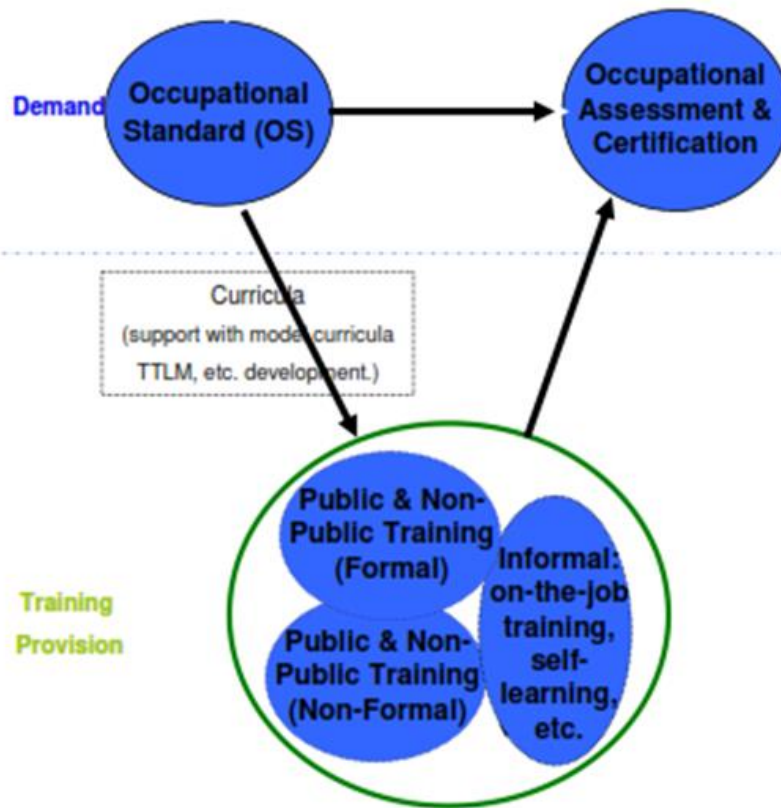 Demand
Occupational
Standard (OS)
Occupational
Assessment &
Certification
Curricula
(support with model curricula
TTLM, etc. development.)
Training
Provision
Public & Non-
Public Training
(Formal)
Public & Non-
Public Training
(Non-Formal)
Informal:
on-the-job
training,
self-
learning,
etc.